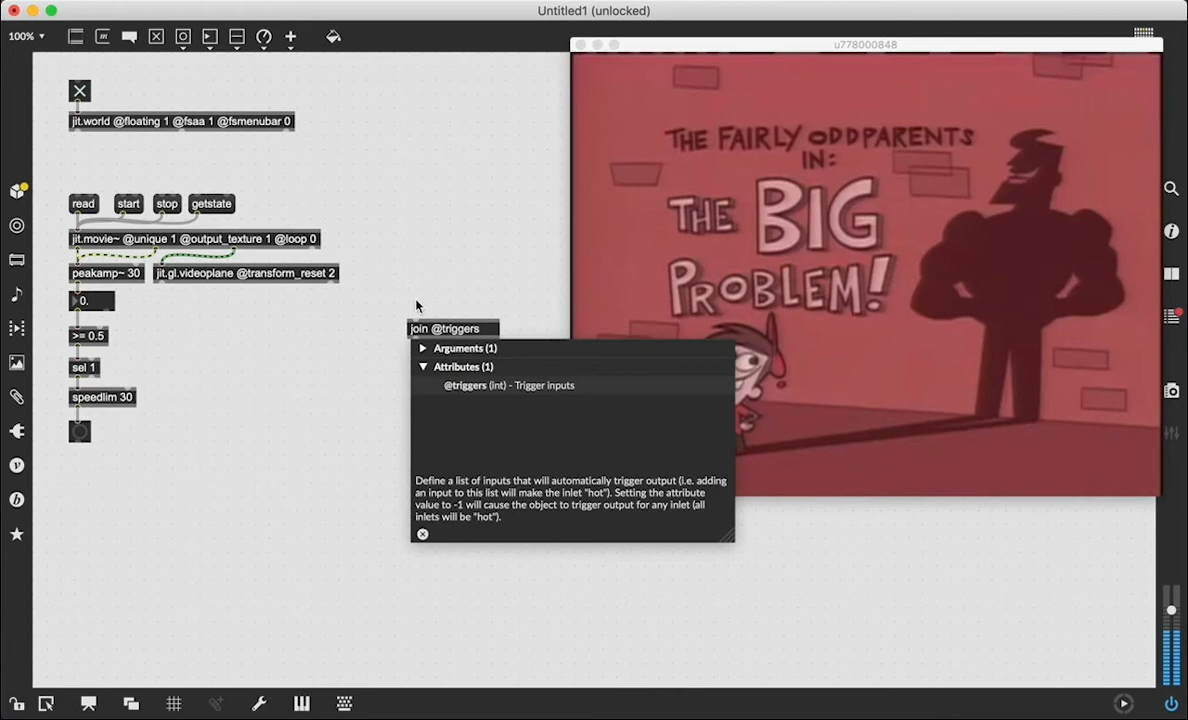 Untitled1 (unlocked)
100%
u778000848
jit.world @floating 1 @fsaa 1 @fsmenubar 0
read
start
stop
getstate
jit.movie~ @unique 1 @output_texture 1 @loop 0
peakamp~ 30
jit.gl.videoplane @transform_reset 2
0.
>= 0.5
sel 1
speedlim 30
join @triggers
Arguments (1)
Attributes (1)
@triggers (int) - Trigger inputs
Define a list of inputs that will automatically trigger output (i.e. adding
an input to this list will make the inlet "hot"). Setting the attribute
value to -1 will cause the object to trigger output for any inlet (all
inlets will be "hot").
THE FAIRLY ODDPARENTS
IN:
THE BIG
PROBLEM!